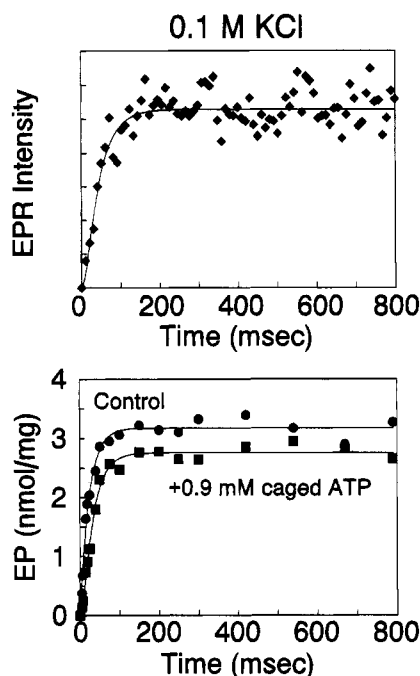 0.1 M KCl
EPR Intensity
0 200 400 600 800
Time (msec)
4
Control
3
EP (nmol/mg)
2
+0.9 mM caged ATP
1
0
0 200 400 600 800
Time (msec)